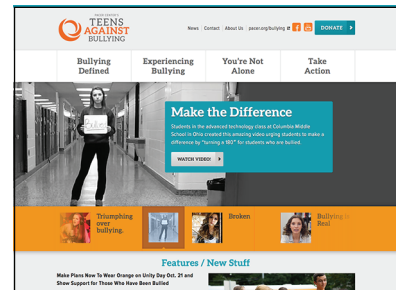 PACER CENTER'S
TEENS
AGAINST
BULLYING
News | Contact | About Us | pacer.org/bullying
DONATE
Bullying
Defined
Experiencing
Bullying
You're Not
Alone
Take
Action
Make the Difference
Students in the advanced technology class at Columbia Middle
School in Ohio created this amazing video urging students to make a
difference by "turning a 180" for students who are bullied.
WATCH VIDEO!
Triumphing
over
bullying.
Broken
Bullying is
Real
Features / New Stuff
Make Plans Now To Wear Orange on Unity Day Oct. 21 and
Show Support for Those Who Have Been Bullied